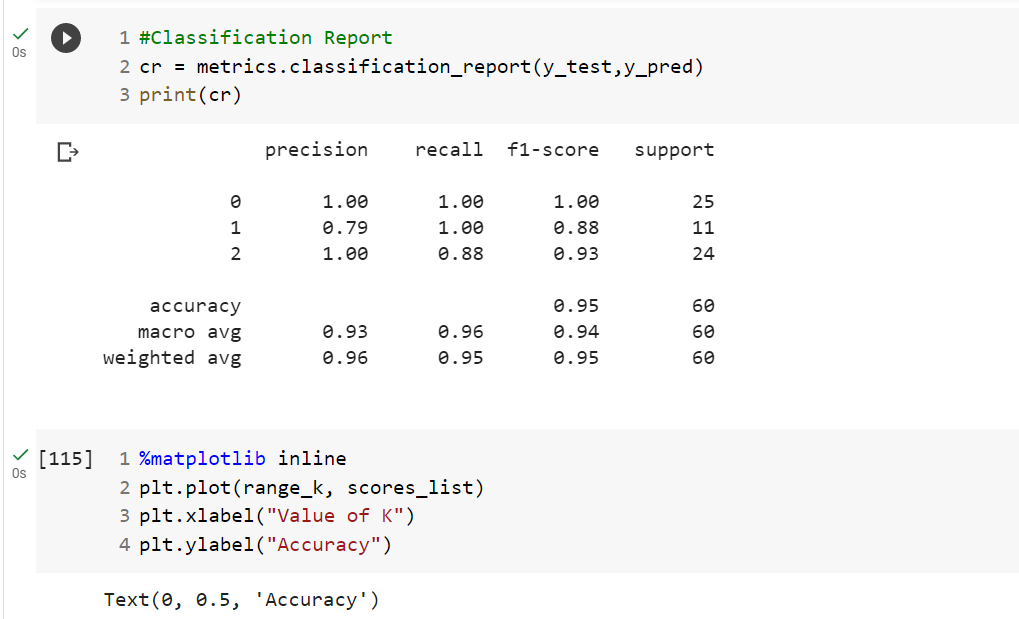 0s
1 #Classification Report
2 cr = metrics.classification_report(y_test,y_pred)
3 print(cr)
precision recall f1-score support
0 1.00 1.00 1.00 25
1 0.79 1.00 0.88 11
2 1.00 0.88 0.93 24
accuracy 0.95 60
macro avg 0.93 0.96 0.94 60
weighted avg 0.96 0.95 0.95 60
0s
[115] 1 %matplotlib inline
2 plt.plot(range_k, scores_list)
3 plt.xlabel("Value of K")
4 plt.ylabel("Accuracy")
Text(0, 0.5, 'Accuracy')